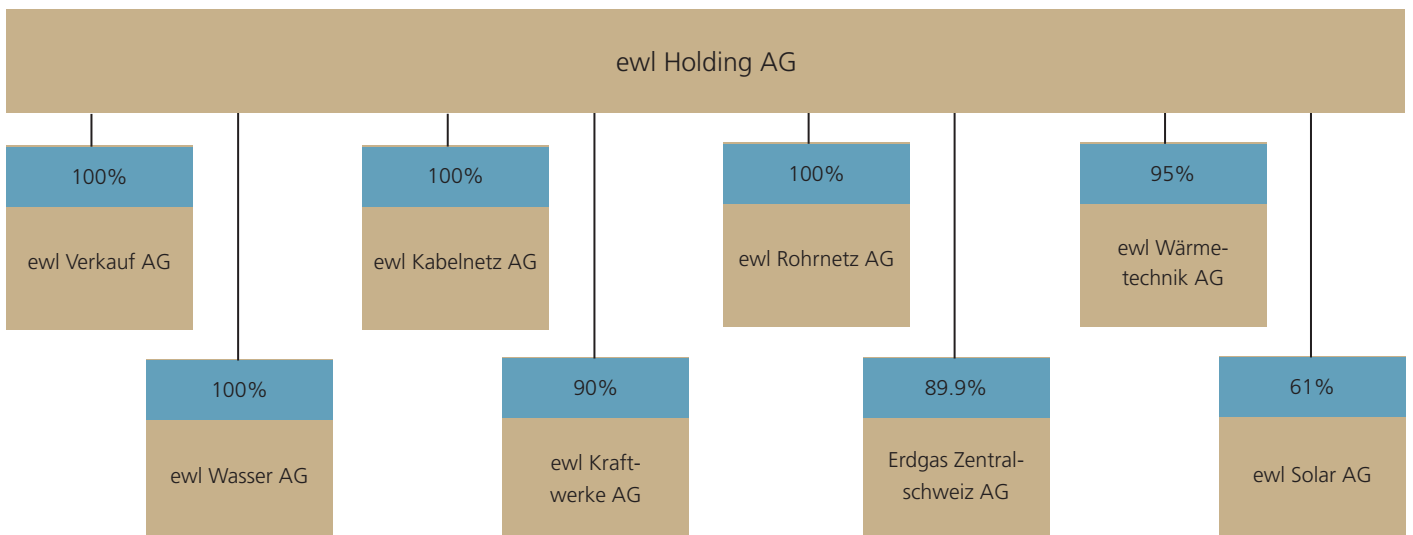 ewl Holding AG
100%
100%
100%
95%
ewl Verkauf AG
ewl Kabelnetz AG
ewl Rohrnetz AG
ewl Wärme-
technik AG
100%
90%
89.9%
61%
ewl Wasser AG
ewl Kraft-
werke AG
Erdgas Zentral-
schweiz AG
ewl Solar AG